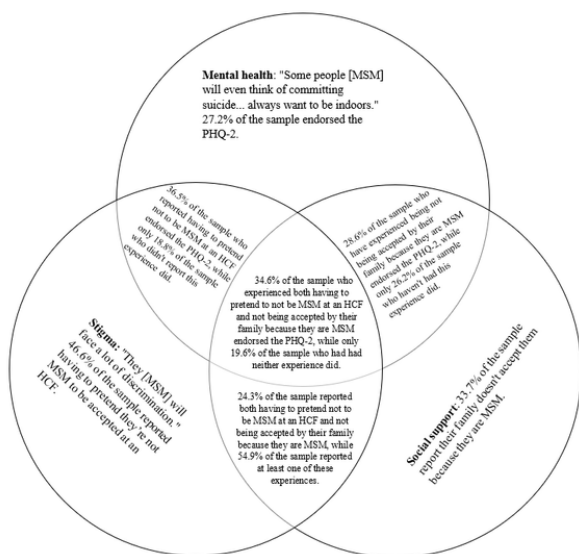 Mental health: "Some people [MSM]
will even think of committing
suicide... always want to be indoors."
27.2% of the sample endorsed the
PHQ-2.
36.5% of the sample who
reported having to pretend
not to be MSM at an HCF
endorsed the PHQ-2, while
only 18.8% of the sample
who didn't report this
experience did.
28.6% of the sample who
have experienced being not
being accepted by their
family because they are MSM
endorsed the PHQ-2, while
only 26.2% of the sample
who haven't had this
experience did.
34.6% of the sample who
experienced both having to
pretend to not be MSM at an HCF
and not being accepted by their
family because they are MSM
endorsed the PHQ-2, while only
19.6% of the sample who had had
neither experience did.
Stigma: "They [MSM] will
face a lot of discrimination."
46.6% of the sample reported
having to pretend they're not
MSM to be accepted at an
HCF.
24.3% of the sample reported
both having to pretend not to
be MSM at an HCF and not
being accepted by their family
because they are MSM, while
54.9% of the sample reported
at least one of these
experiences.
Social support: 33.7% of the sample
report their family doesn't accept them
because they are MSM.